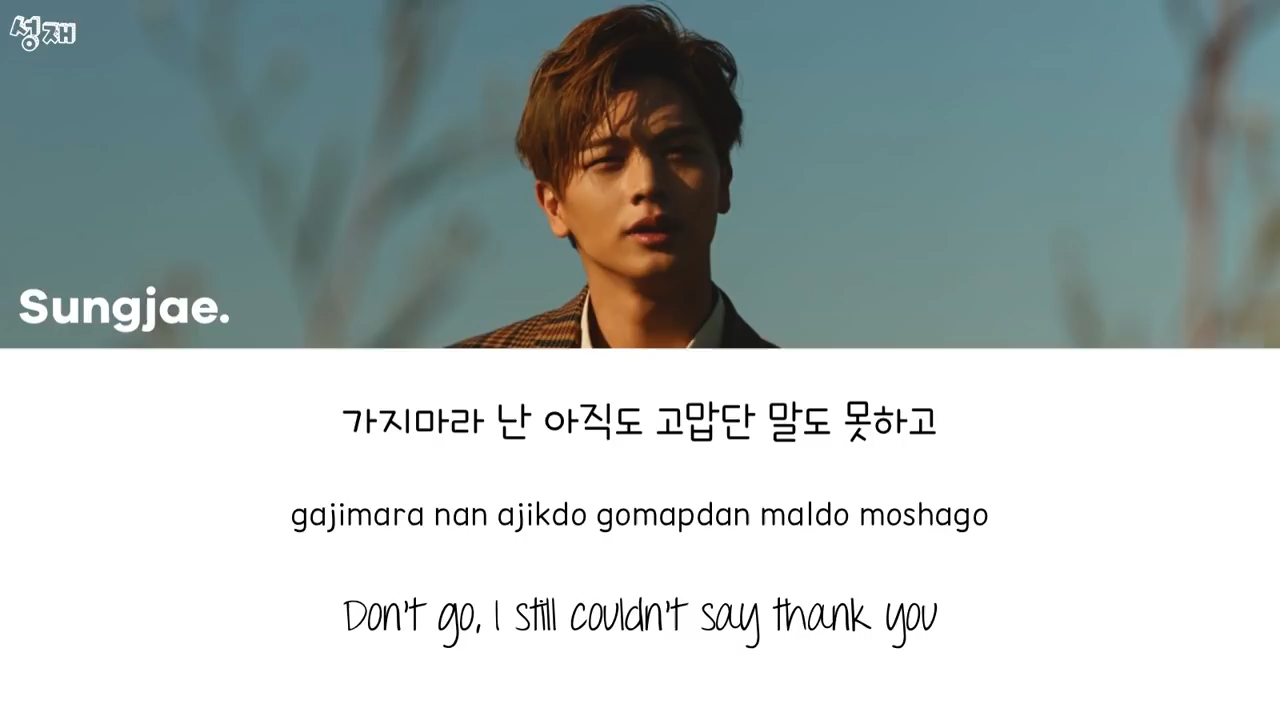 성재
Sungjae.
가지마라 난 아직도 고맙단 말도 못하고
gajimara nan ajikdo gomapdan maldo moshago
Don't go, I still couldn't say thank you